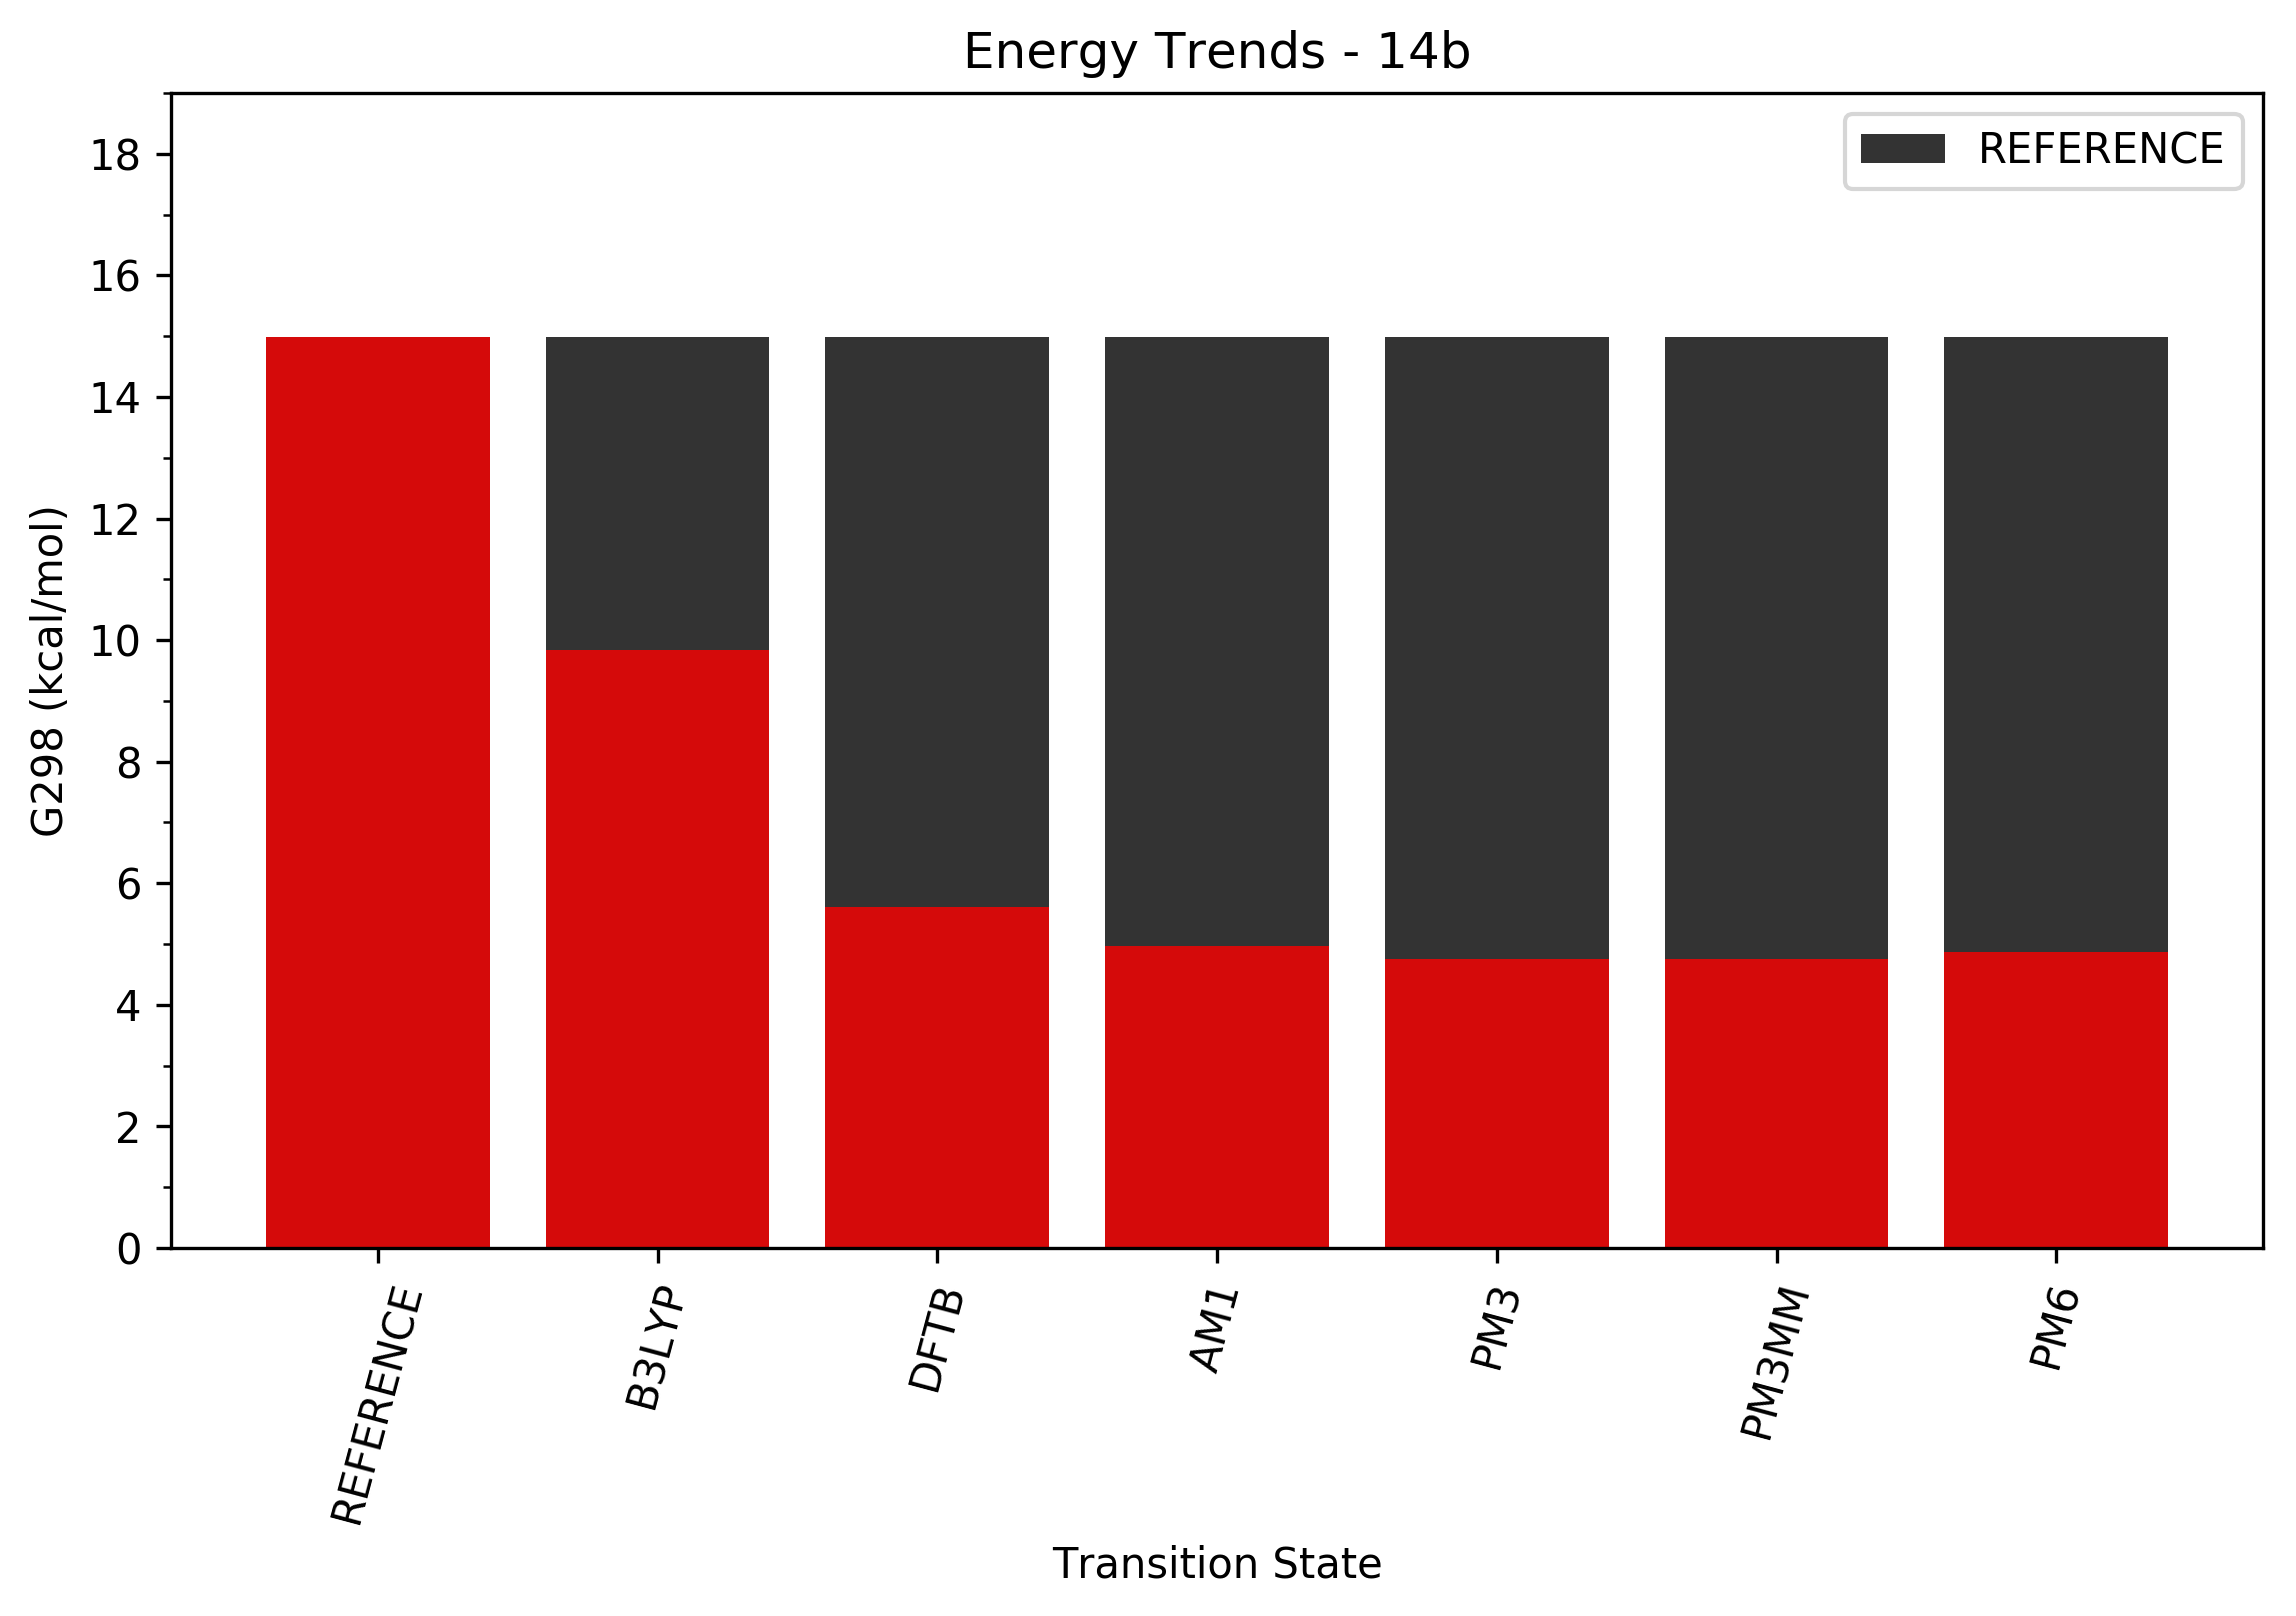 Energy Trends - 14b
REFERENCE
G298 (kcal/mol)
18
16
14
12
10
8
6
4
2
0
REFERENCE
B3LYP
DFTB
AM1
PM3
PM3MM
PM6
Transition State